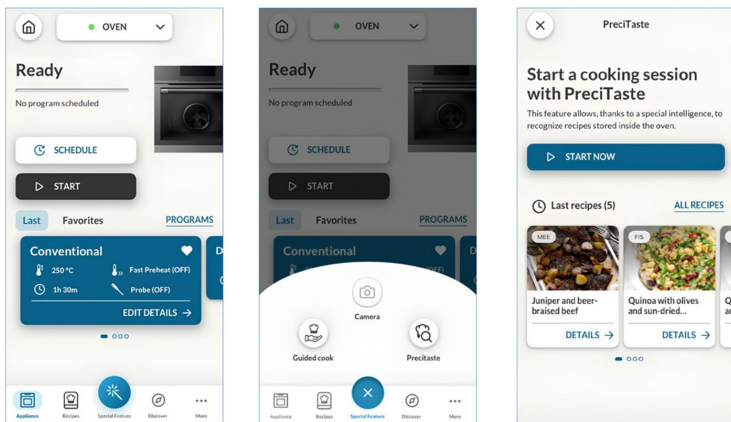 OVEN
Ready
No program scheduled
SCHEDULE
START
Last Favorites PROGRAMS
Conventional
250 °C Fast Preheat (OFF)
1h 30m Probe (OFF)
EDIT DETAILS →
D
Appliance Recipes Special Feature Discover More
OVEN
Ready
No program scheduled
SCHEDULE
START
Last Favorites PROGRAMS
Conventional
D
Camera
Guided cook Precitaste
Appliance Recipes Special Feature Discover More
PreciTaste
Start a cooking session
with PreciTaste
This feature allows, thanks to a special intelligence, to
recognize recipes stored inside the oven.
START NOW
Last recipes (5) ALL RECIPES
MEE
Juniper and beer-
braised beef
DETAILS →
FIS
Quinoa with olives
and sun-dried...
DETAILS →